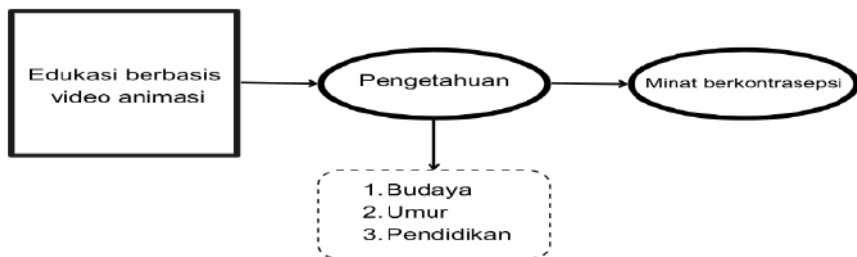 Edukasi berbasis
video animasi
Pengetahuan
Minat berkontrasepsi
1. Budaya
2. Umur
3. Pendidikan